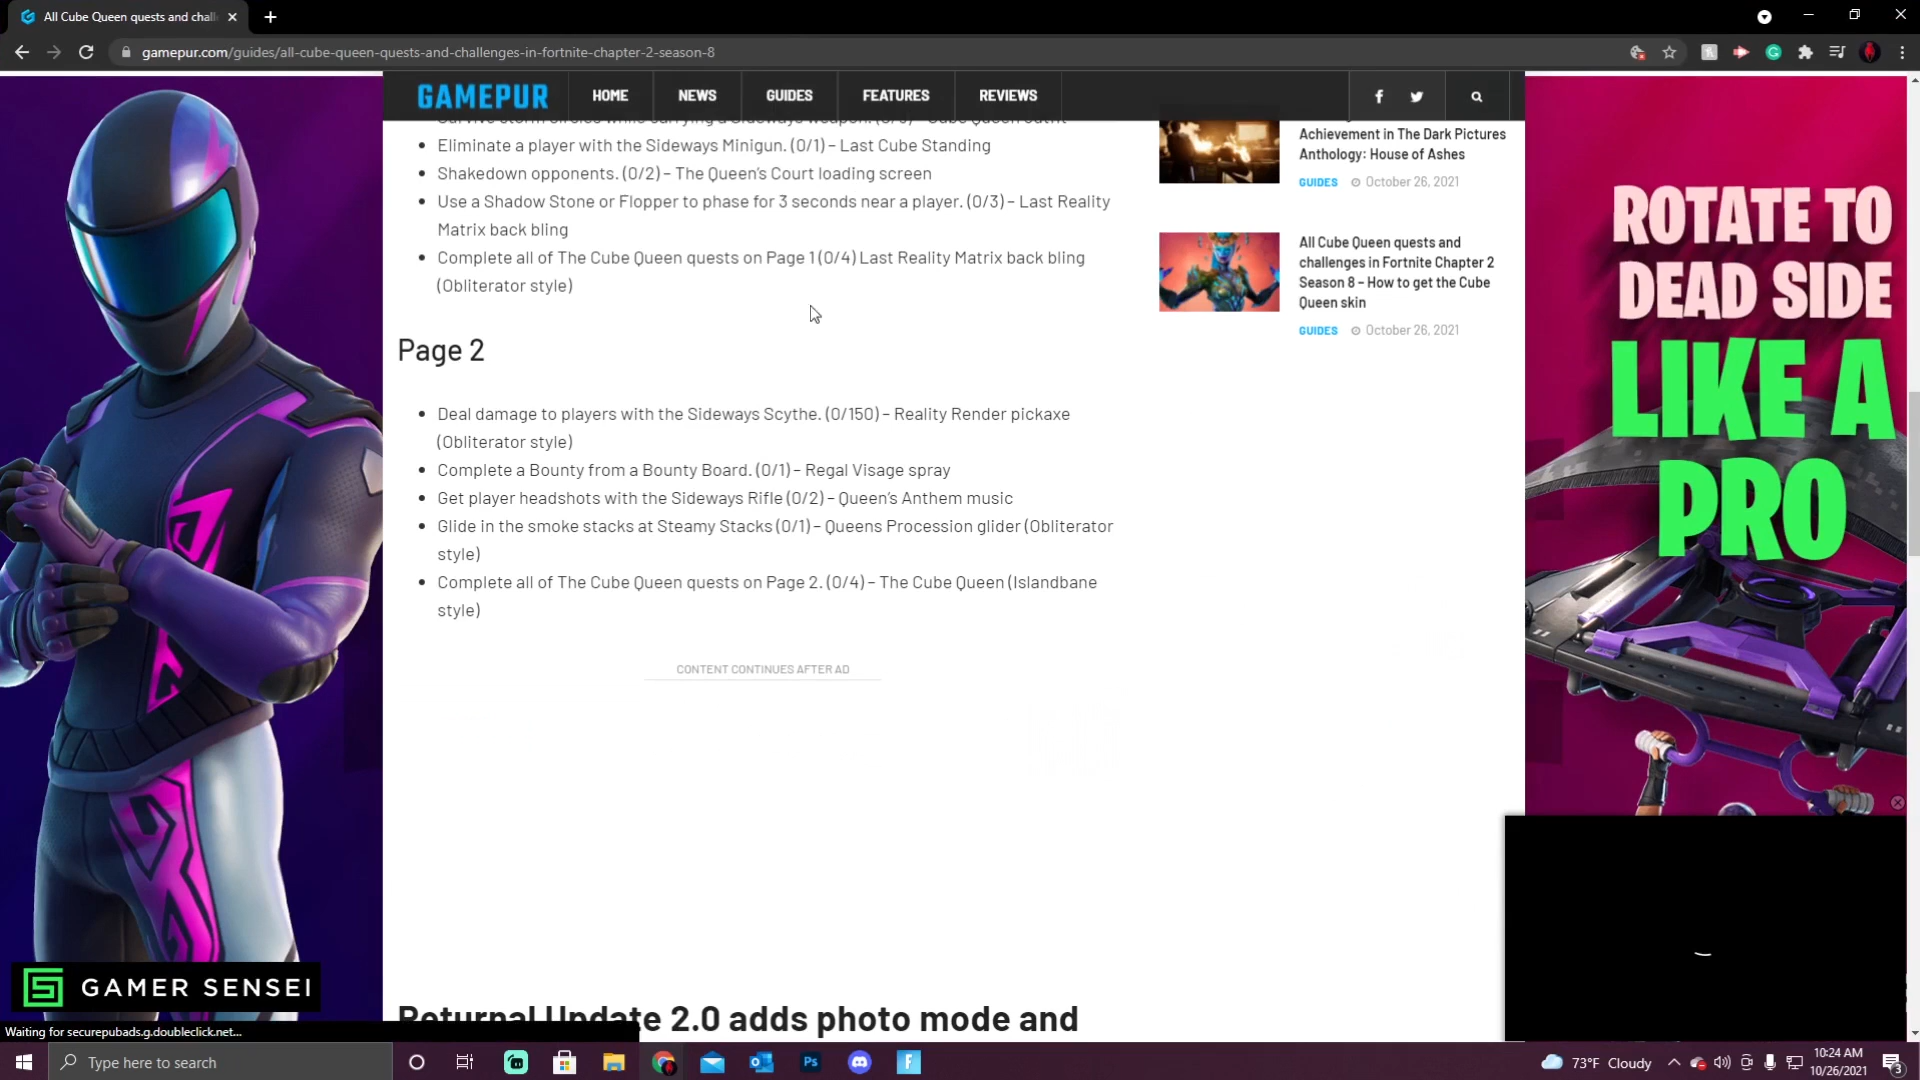 All Cube Queen quests and chall
gamepur.com/guides/all-cube-queen-quests-and-challenges-in-fortnite-chapter-2-season-8
GAMEPUR
HOME
NEWS
GUIDES
FEATURES
REVIEWS
Eliminate a player with the Sideways Minigun. (0/1) – Last Cube Standing
Shakedown opponents. (0/2) – The Queen's Court loading screen
Use a Shadow Stone or Flopper to phase for 3 seconds near a player. (0/3) – Last Reality
Matrix back bling
Complete all of The Cube Queen quests on Page 1 (0/4) Last Reality Matrix back bling
(Obliterator style)
Page 2
Deal damage to players with the Sideways Scythe. (0/150) – Reality Render pickaxe
(Obliterator style)
Complete a Bounty from a Bounty Board. (0/1) – Regal Visage spray
Get player headshots with the Sideways Rifle (0/2) – Queen's Anthem music
Glide in the smoke stacks at Steamy Stacks (0/1) – Queens Procession glider (Obliterator
style)
Complete all of The Cube Queen quests on Page 2. (0/4) – The Cube Queen (Islandbane
style)
CONTENT CONTINUES AFTER AD
Returnal Update 2.0 adds photo mode and
Achievement in The Dark Pictures
Anthology: House of Ashes
GUIDES October 26, 2021
All Cube Queen quests and
challenges in Fortnite Chapter 2
Season 8 – How to get the Cube
Queen skin
GUIDES October 26, 2021
ROTATE TO
DEAD SIDE
LIKE A
PRO
GAMER SENSEI
Waiting for securepubads.g.doubleclick.net...
Type here to search
Ps
73°F Cloudy
10:24 AM
10/26/2021
3